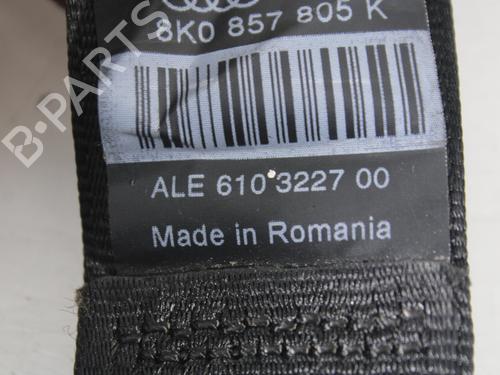 8K0 857 805 K
ALE 610 3227 00
Made in Romania
B-PARTS